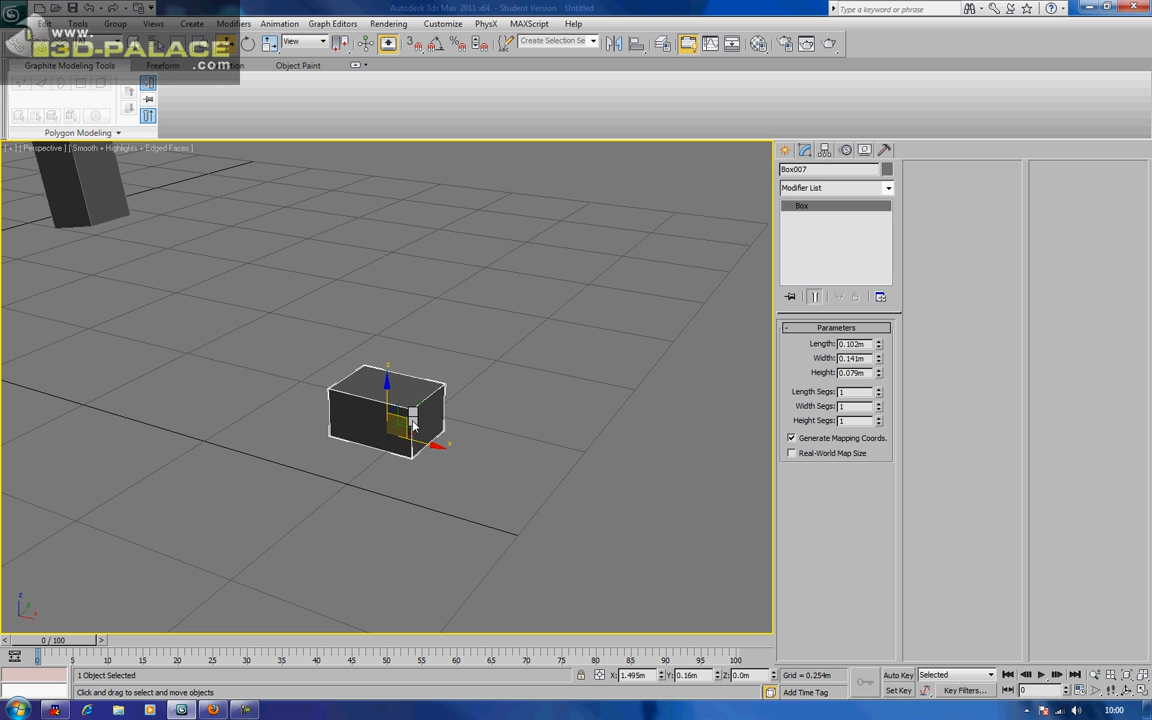 Autodesk 3ds Max 2011 x64 - Student Version Untitled
Type a keyword or phrase
Tools Group Views Create Modifiers Animation Graph Editors Rendering Customize PhysX MAXScript Help
www.
3D-PALACE
.com
View
Create Selection Se
Graphite Modeling Tools Freeform Object Paint
Polygon Modeling
[ + ] [ Perspective ] [ Smooth + Highlights + Edged Faces ]
Box007
Modifier List
Box
- Parameters
Length: 0.102m
Width: 0.141m
Height: 0.079m
Length Segs: 1
Width Segs: 1
Height Segs: 1
Generate Mapping Coords.
Real-World Map Size
z
x
z
y
x
< 0 / 100 >
0 5 10 15 20 25 30 35 40 45 50 55 60 65 70 75 80 85 90 95 100
1 Object Selected X: 1.495m Y: 0.16m Z: 0.0m Grid = 0.254m Auto Key Selected
Click and drag to select and move objects Add Time Tag Set Key Key Filters... 0
10:00